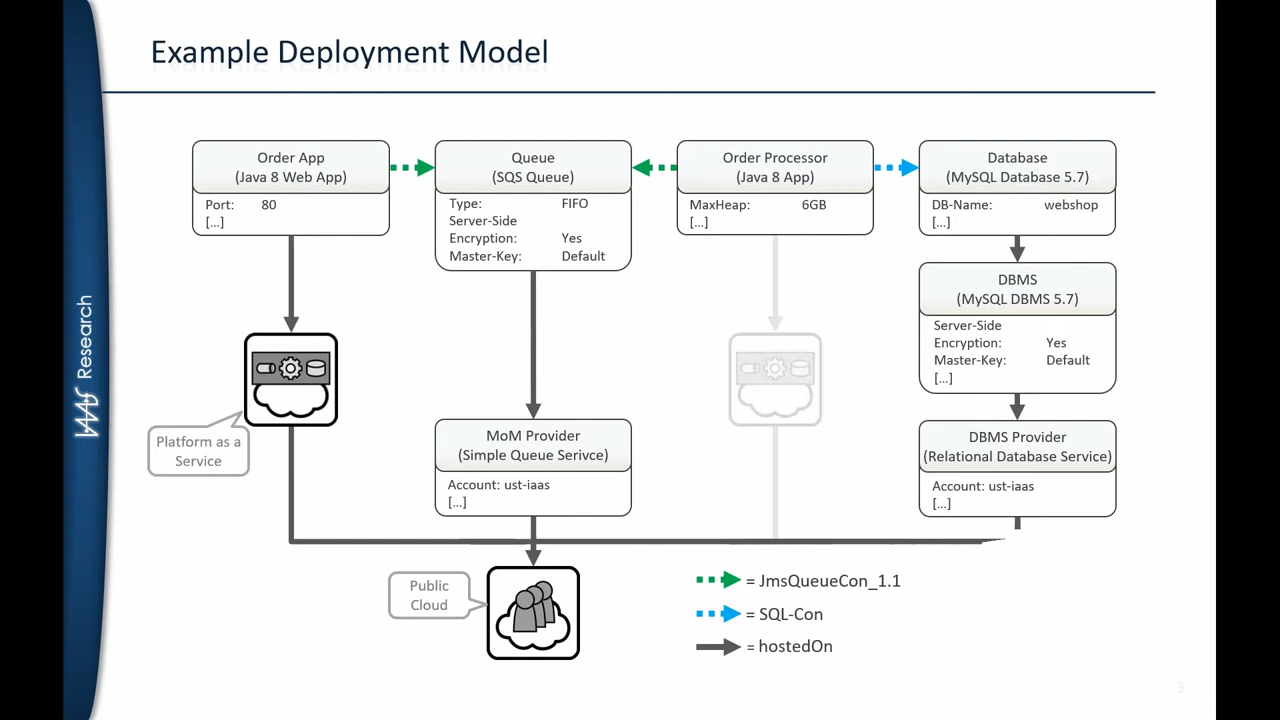 Example Deployment Model
Order App
(Java 8 Web App)
Port: 80
[...]
Queue
(SQS Queue)
Type: FIFO
Server-Side
Encryption: Yes
Master-Key: Default
Order Processor
(Java 8 App)
MaxHeap: 6GB
[...]
Database
(MySQL Database 5.7)
DB-Name: webshop
[...]
DBMS
(MySQL DBMS 5.7)
Server-Side
Encryption: Yes
Master-Key: Default
[...]
Research
IAAS
Platform as a
Service
MoM Provider
(Simple Queue Serivce)
Account: ust-iaas
[...]
DBMS Provider
(Relational Database Service)
Account: ust-iaas
[...]
Public
Cloud
= JmsQueueCon_1.1
= SQL-Con
= hostedOn
9